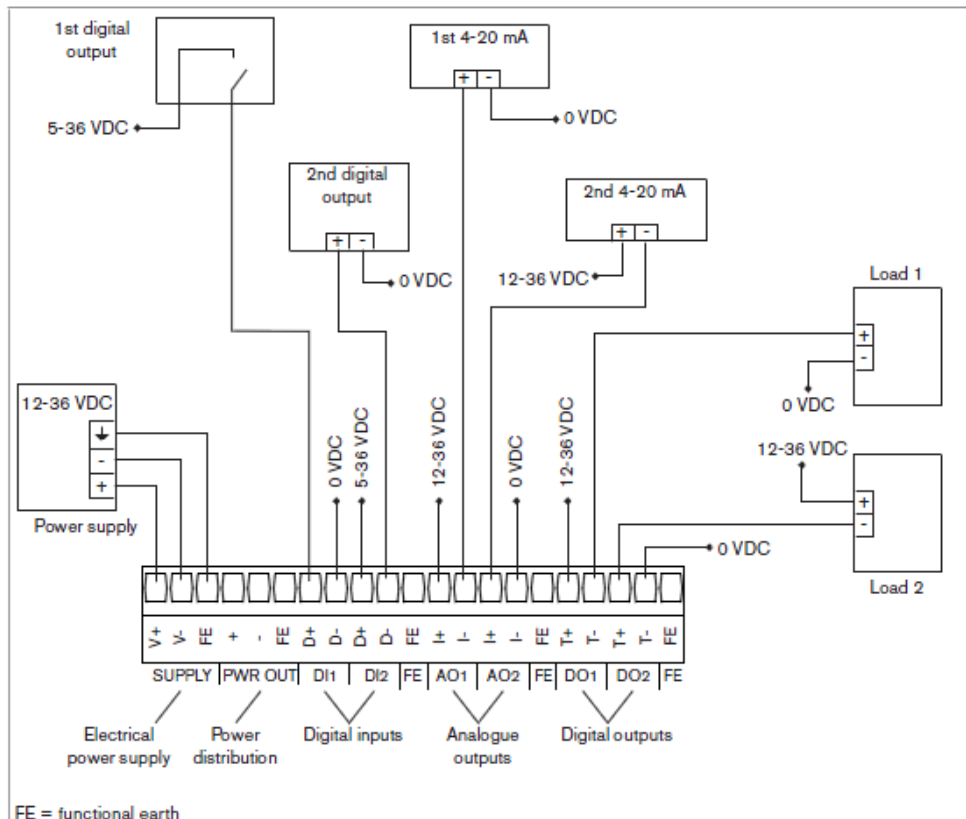 1st digital
output
5-36 VDC
1st 4-20 mA
+ -
0 VDC
2nd digital
output
+ -
0 VDC
2nd 4-20 mA
+ -
12-36 VDC
Load 1
+
-
0 VDC
12-36 VDC
-
+
Power supply
0 VDC
5-36 VDC
12-36 VDC
0 VDC
12-36 VDC
12-36 VDC
+
-
0 VDC
Load 2
V+ V- FE + - FE D+ D- D+ D- FE I+ I- I+ I- FE T+ T- T+ T- FE
SUPPLY PWR OUT DI1 DI2 FE AO1 AO2 FE DO1 DO2 FE
Electrical
power supply
Power
distribution
Digital inputs
Analogue
outputs
Digital outputs
FE = functional earth